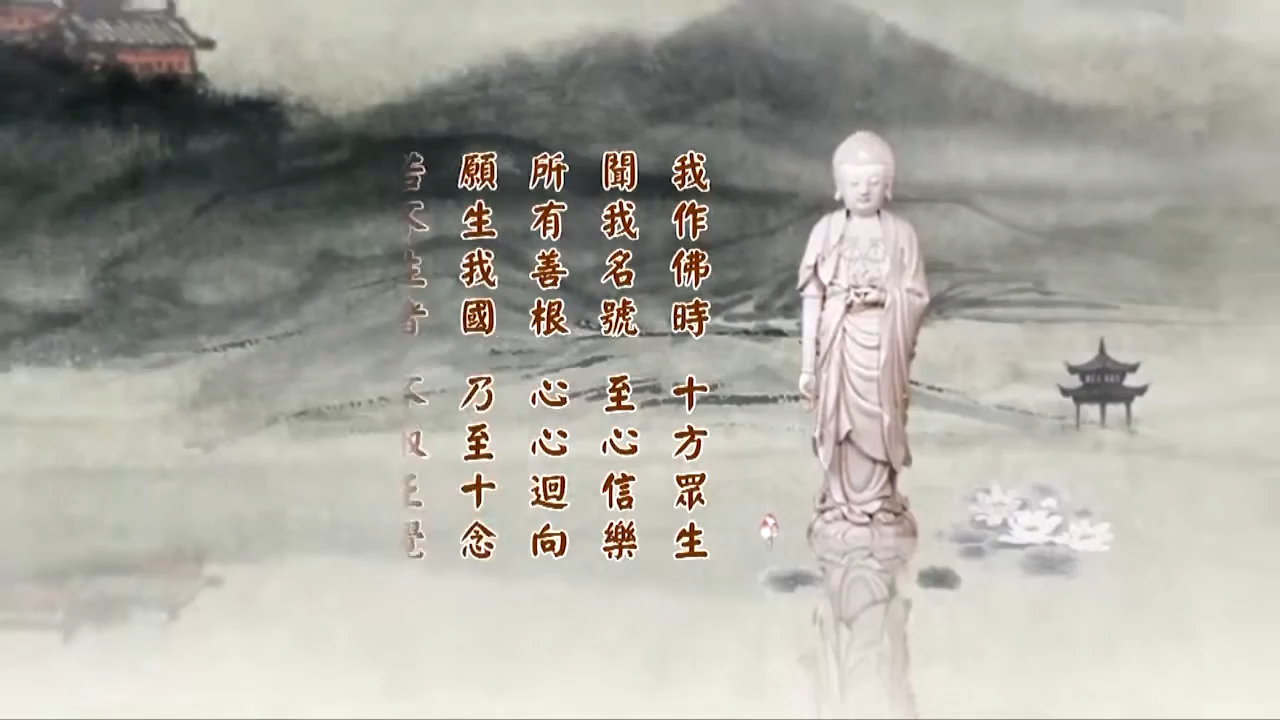 我作佛時 十方眾生
聞我名號 至心信樂
所有善根 心心迴向
願生我國 乃至十念